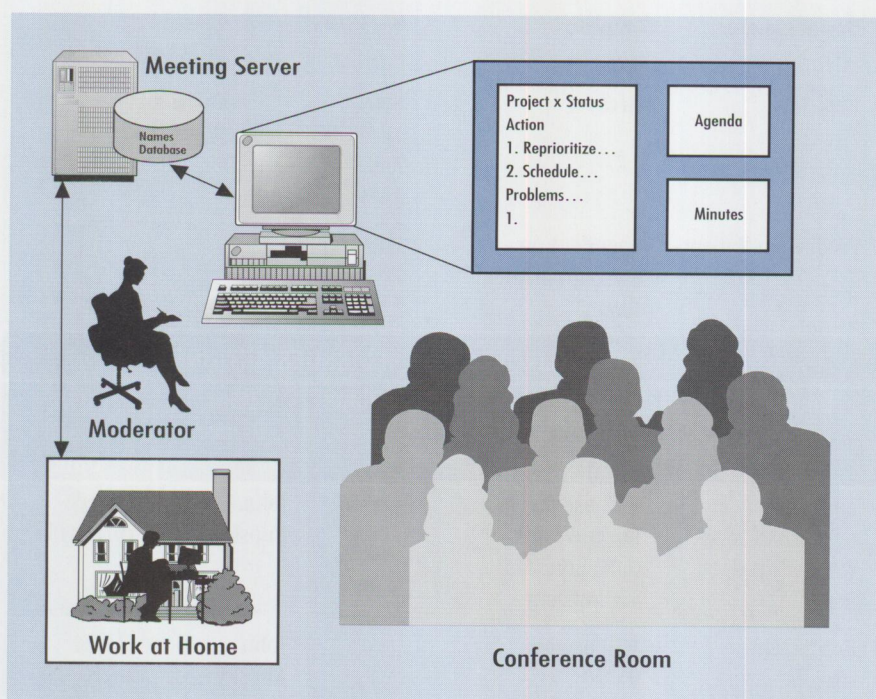 Meeting Server
Names
Database
Project x Status
Action
1. Reprioritize...
2. Schedule...
Problems...
1.
Agenda
Minutes
Moderator
Work at Home
Conference Room